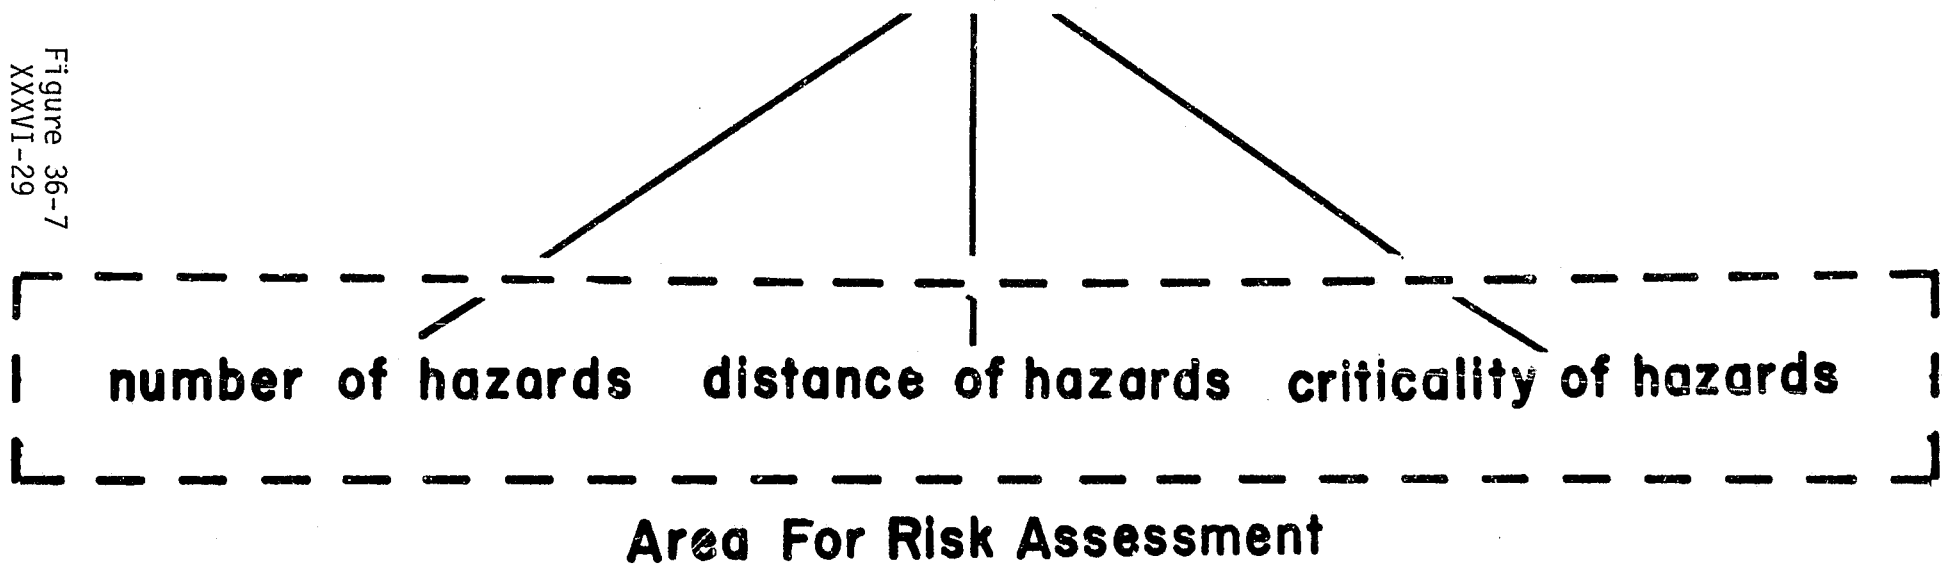 Figure 36-7
XXXVI-29
number of hazards distance of hazards criticality of hazards
Area For Risk Assessment